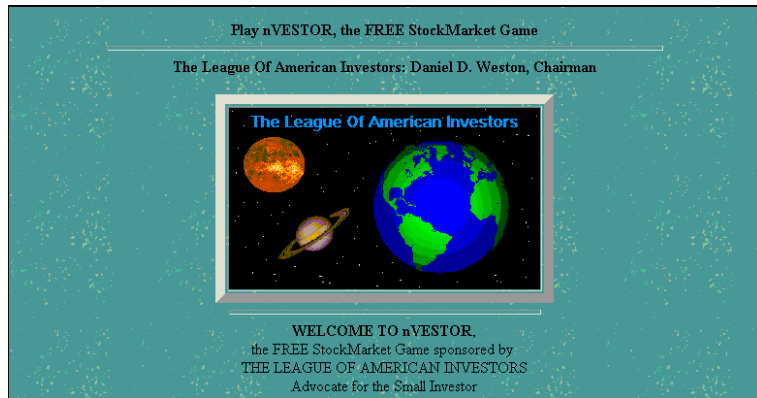 Play nVESTOR, the FREE StockMarket Game
The League Of American Investors: Daniel D. Weston, Chairman
The League Of American Investors
WELCOME TO nVESTOR,
the FREE StockMarket Game sponsored by
THE LEAGUE OF AMERICAN INVESTORS
Advocate for the Small Investor